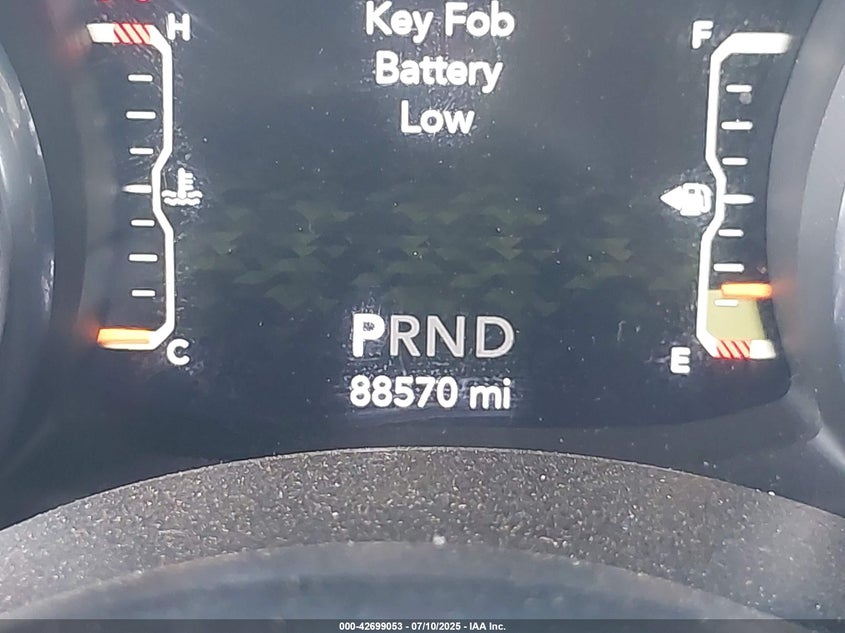 Key Fob
Battery
Low
H
F
C
E
PRND
88570 mi
000-42699053 - 07/10/2025 - IAA Inc.